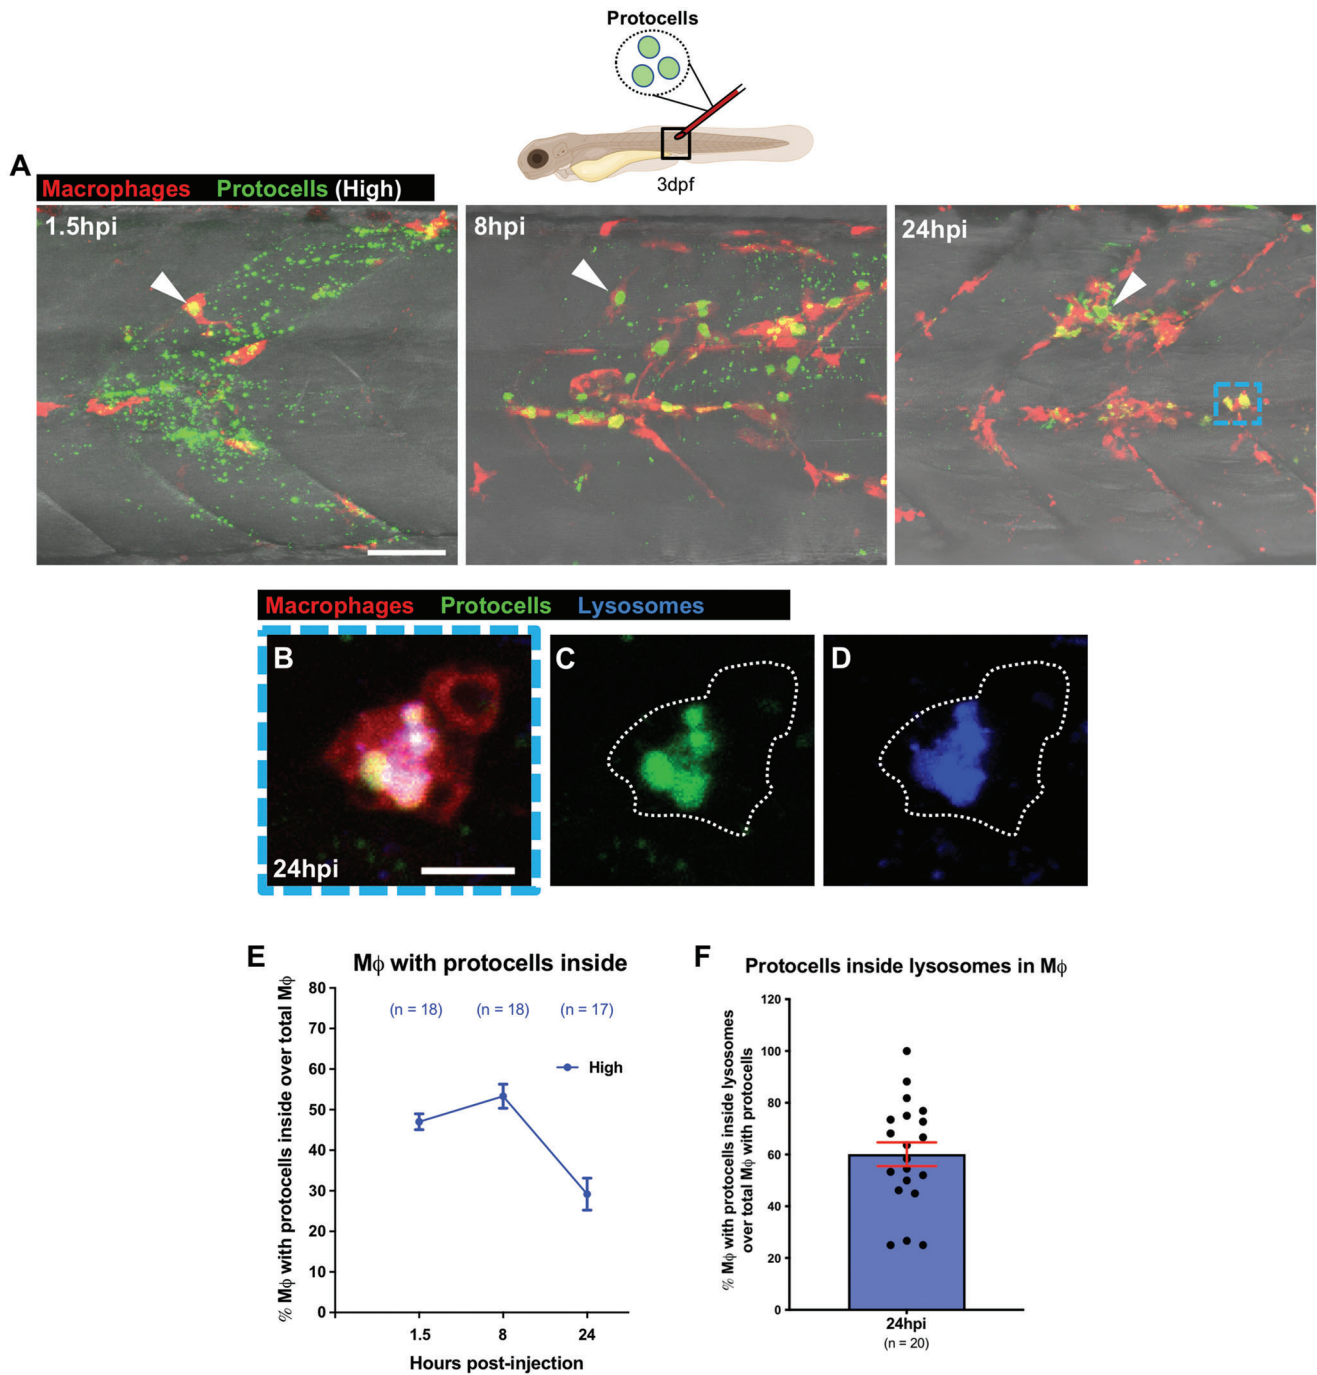 Protocells
3dpf
A
Macrophages Protocells (High)
1.5hpi
8hpi
24hpi
Macrophages Protocells Lysosomes
B
24hpi
C
D
E
Mϕ with protocells inside
% Mϕ with protocells inside over total Mϕ
80
70
60
50
40
30
20
10
0
(n = 18)
(n = 18)
(n = 17)
High
1.5
8
24
Hours post-injection
F
Protocells inside lysosomes in Mϕ
% Mϕ with protocells inside lysosomes
over total Mϕ with protocells
120
100
80
60
40
20
0
24hpi
(n = 20)